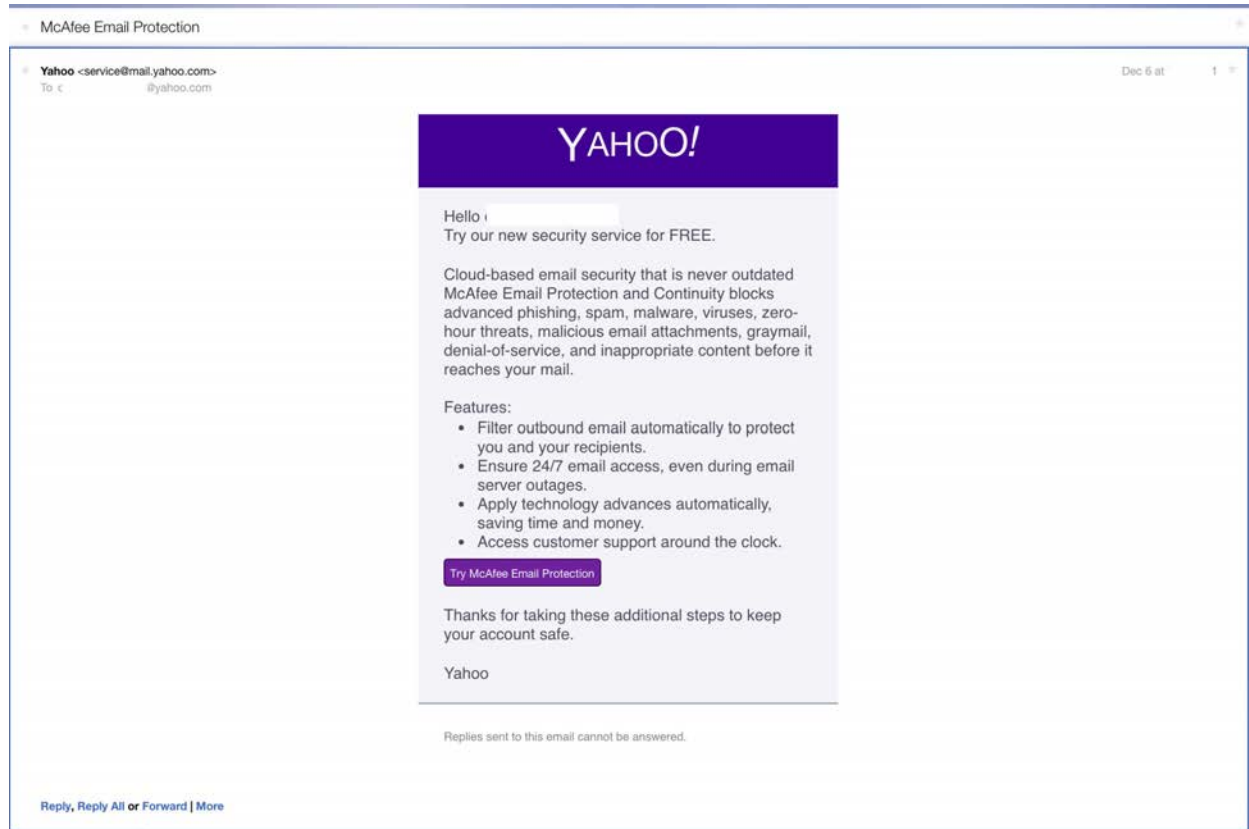 McAfee Email Protection
Yahoo <service@mail.yahoo.com>
Dec 6 at
1
To c @yahoo.com
YAHOO!
Hello
Try our new security service for FREE.
Cloud-based email security that is never outdated
McAfee Email Protection and Continuity blocks
advanced phishing, spam, malware, viruses, zero-
hour threats, malicious email attachments, graymail,
denial-of-service, and inappropriate content before it
reaches your mail.
Features:
• Filter outbound email automatically to protect
you and your recipients.
• Ensure 24/7 email access, even during email
server outages.
• Apply technology advances automatically,
saving time and money.
• Access customer support around the clock.
Try McAfee Email Protection
Thanks for taking these additional steps to keep
your account safe.
Yahoo
Replies sent to this email cannot be answered.
Reply, Reply All or Forward | More